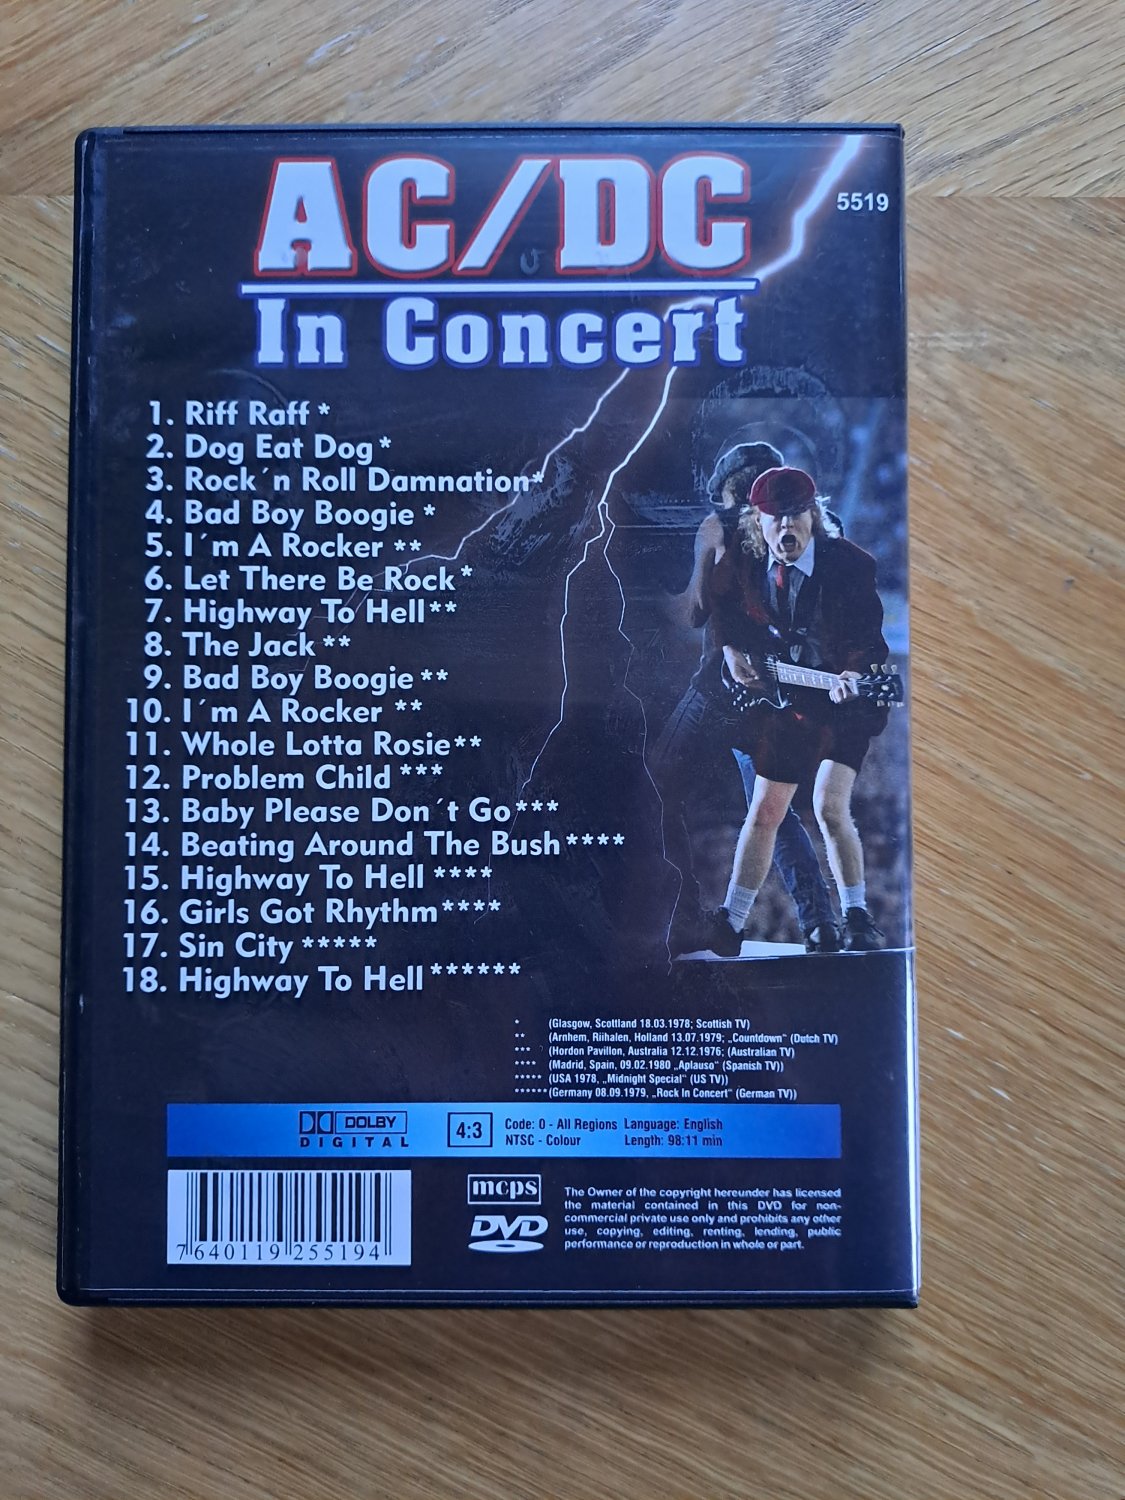 AC/DC
5519
In Concert
1. Riff Raff *
2. Dog Eat Dog *
3. Rock´n Roll Damnation*
4. Bad Boy Boogie *
5. I´m A Rocker **
6. Let There Be Rock *
7. Highway To Hell **
8. The Jack **
9. Bad Boy Boogie **
10. I´m A Rocker **
11. Whole Lotta Rosie**
12. Problem Child ***
13. Baby Please Don´t Go***
14. Beating Around The Bush****
15. Highway To Hell ****
16. Girls Got Rhythm****
17. Sin City *****
18. Highway To Hell ******
* (Glasgow, Scottland 18.03.1978; Scottish TV)
** (Arnhem, Riihalen, Holland 13.07.1979; „Countdown“ (Dutch TV)
*** (Hordon Pavillon, Australia 12.12.1976; (Australian TV)
**** (Madrid, Spain, 09.02.1980 „Aplauso“ (Spanish TV))
***** (USA 1978, „Midnight Special“ (US TV))
****** (Germany 08.09.1979, „Rock In Concert“ (German TV))
DOLBY
DIGITAL
4:3
Code: 0 - All Regions Language: English
NTSC - Colour Length: 98:11 min
7 640119 255194
mcps
DVD
The Owner of the copyright hereunder has licensed
the material contained in this DVD for non-
commercial private use only and prohibits any other
use, copying, editing, renting, lending, public
performance or reproduction in whole or part.